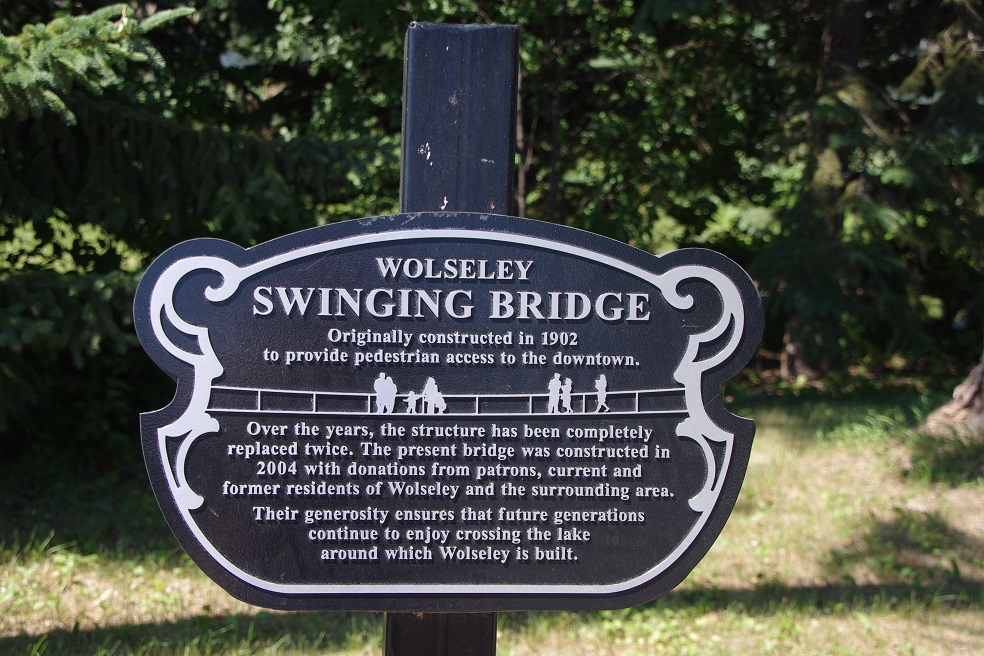 WOLSELEY
SWINGING BRIDGE
Originally constructed in 1902
to provide pedestrian access to the downtown.
Over the years, the structure has been completely
replaced twice. The present bridge was constructed in
2004 with donations from patrons, current and
former residents of Wolseley and the surrounding area.
Their generosity ensures that future generations
continue to enjoy crossing the lake
around which Wolseley is built.